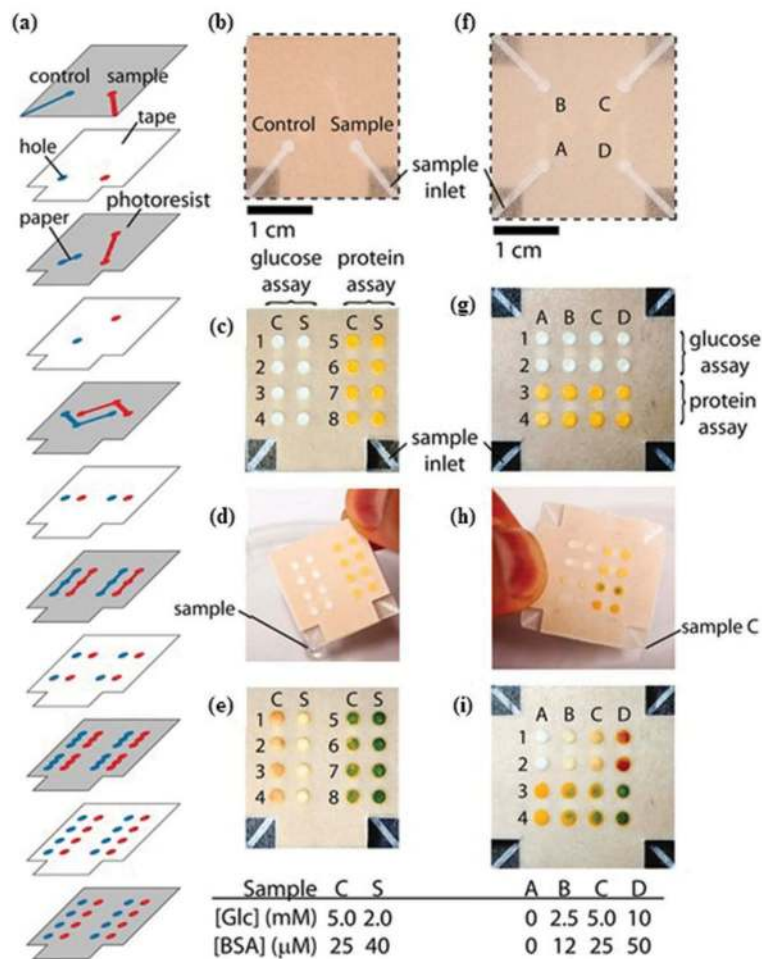 (a)
control sample
tape
hole
photoresist
paper
(b)
Control Sample
sample inlet
1 cm
(f)
B C
A D
1 cm
glucose assay protein assay
(c)
C S C S
1 5
2 6
3 7
4 8
sample inlet
(g)
A B C D
1
2
3
4
glucose assay
protein assay
(d)
sample
(h)
sample C
(e)
C S C S
1 5
2 6
3 7
4 8
(i)
A B C D
1
2
3
4
Sample C S A B C D
[Glc] (mM) 5.0 2.0 0 2.5 5.0 10
[BSA] (μM) 25 40 0 12 25 50